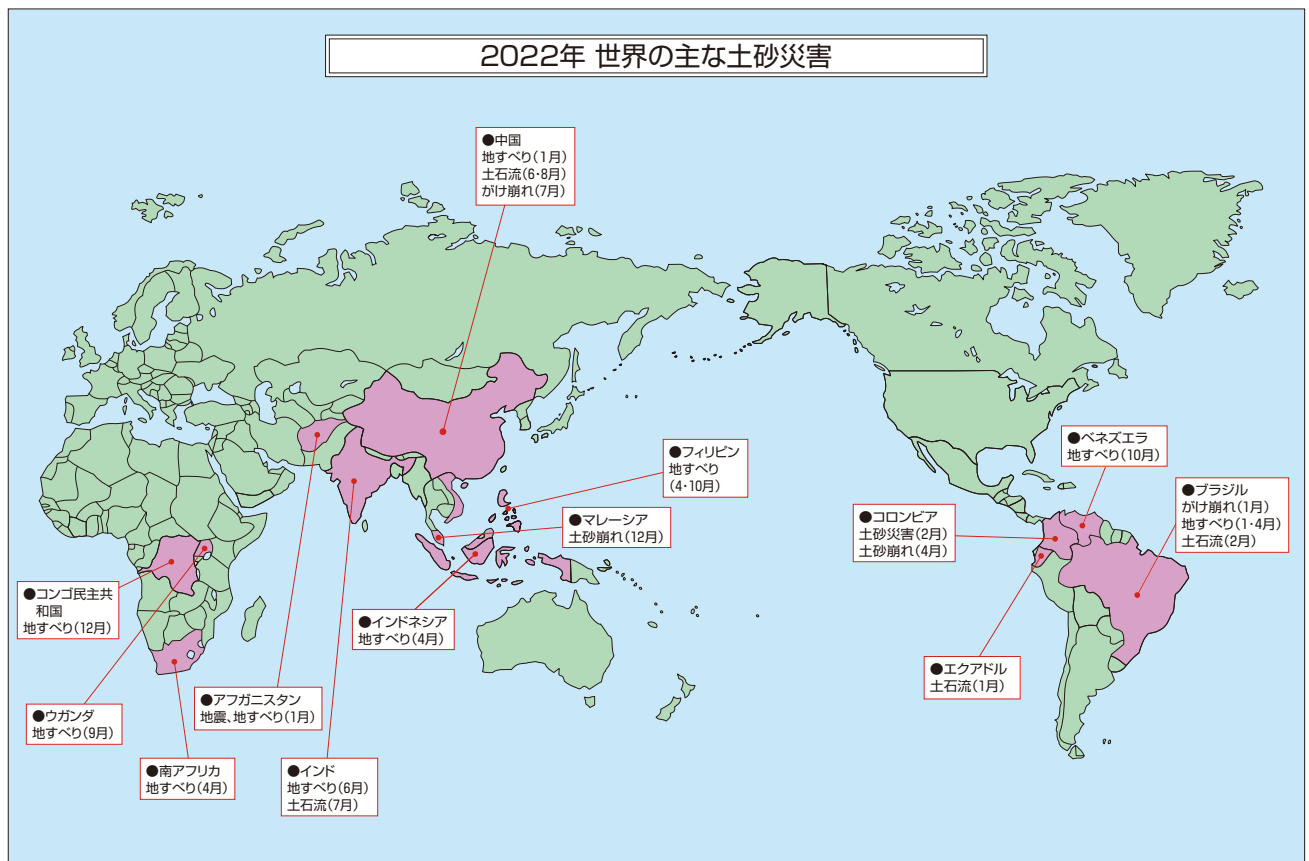 2022年 世界の主な土砂災害
●中国
地すべり(1月)
土石流(6・8月)
がけ崩れ(7月)
●フィリピン
地すべり
(4・10月)
●マレーシア
土砂崩れ(12月)
●インドネシア
地すべり(4月)
●コンゴ民主共
和国
地すべり(12月)
●ウガンダ
地すべり(9月)
●南アフリカ
地すべり(4月)
●アフガニスタン
地震、地すべり(1月)
●インド
地すべり(6月)
土石流(7月)
●ベネズエラ
地すべり(10月)
●コロンビア
土砂災害(2月)
土砂崩れ(4月)
●ブラジル
がけ崩れ(1月)
地すべり(1・4月)
土石流(2月)
●エクアドル
土石流(1月)